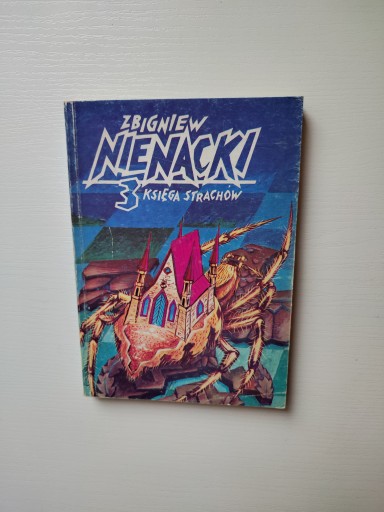 ZBIGNIEW
NIENACKI
3 KSIĘGA STRACHÓW